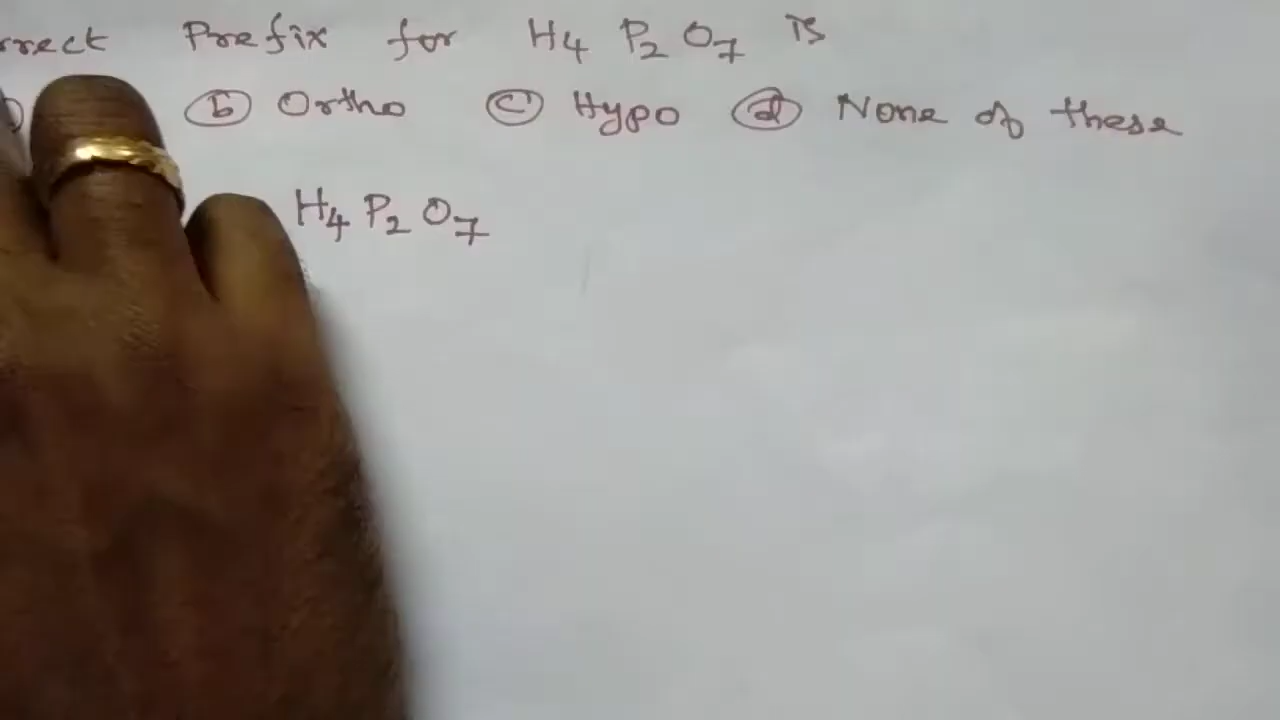 rrect Prefix for H4 P2 O7 is
b Ortho c Hypo d None of these
H4 P2 O7